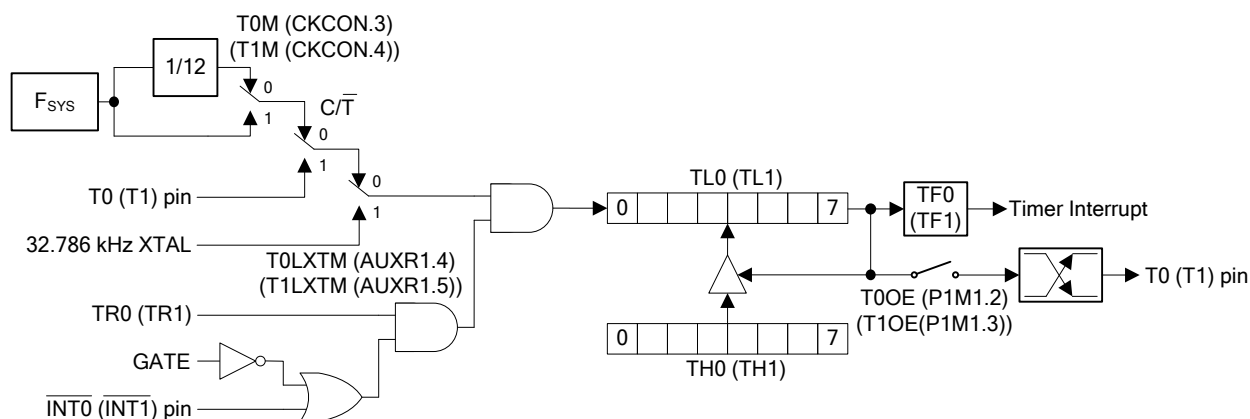 T0M (CKCON.3)
(T1M (CKCON.4))
1/12
FSYS
0
1
C/T̅
0
1
T0 (T1) pin
0
1
32.786 kHz XTAL
T0LXTM (AUXR1.4)
(T1LXTM (AUXR1.5))
TR0 (TR1)
GATE
I̅N̅T̅0̅ (I̅N̅T̅1̅) pin
TL0 (TL1)
0 7
TF0
(TF1)
Timer Interrupt
T0OE (P1M1.2)
(T1OE(P1M1.3))
T0 (T1) pin
0 7
TH0 (TH1)